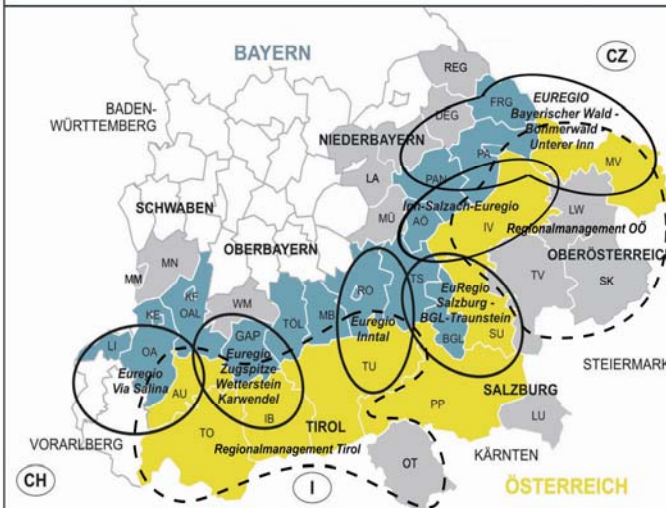 BAYERN
CZ
REG
BADEN-
WÜRTTEMBERG
FRG
EUREGIO
Bayerischer Wald -
Böhmerwald
Unterer Inn
DEG
NIEDERBAYERN
PA
MV
PAN
LA
SCHWABEN
Inn-Salzach-Euregio
LW
MÜ
AÖ
IV
Regionalmanagement OÖ
OBERBAYERN
OBERÖSTERREICH
MN
MM
TV
SK
KF
WM
RO
TS
EuRegio
Salzburg -
BGL-Traunstein
KE
OAL
TÖL
MB
Euregio
Inntal
LI
OA
GAP
BGL
SU
Euregio
Via Salina
Euregio
Zugspitze-
Wetterstein
Karwendel
TU
STEIERMARK
AU
IB
PP
SALZBURG
TIROL
LU
VORARLBERG
TO
Regionalmanagement Tirol
OT
KÄRNTEN
CH
I
ÖSTERREICH